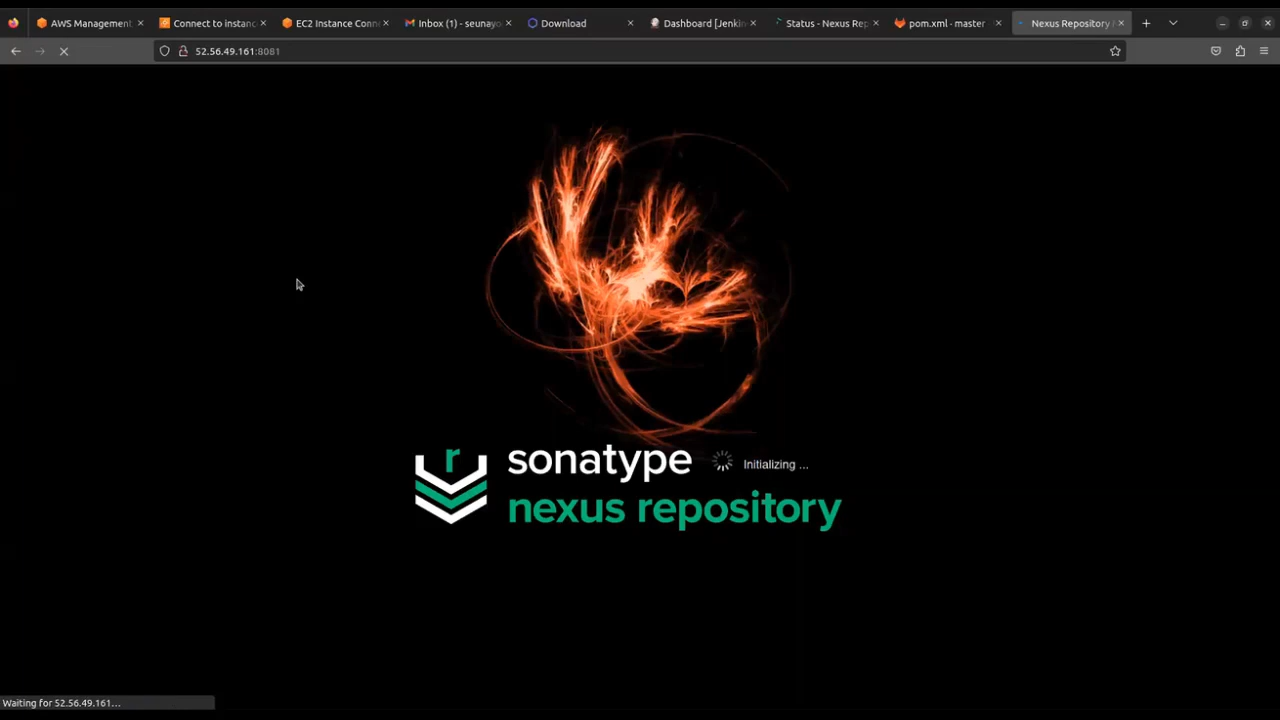 AWS Management
Connect to instanc
EC2 Instance Conn
Inbox (1) - seunayo
Download
Dashboard [Jenkin
Status - Nexus Rep
pom.xml · master
Nexus Repository
52.56.49.161:8081
r
sonatype
Initializing ...
nexus repository
Waiting for 52.56.49.161...